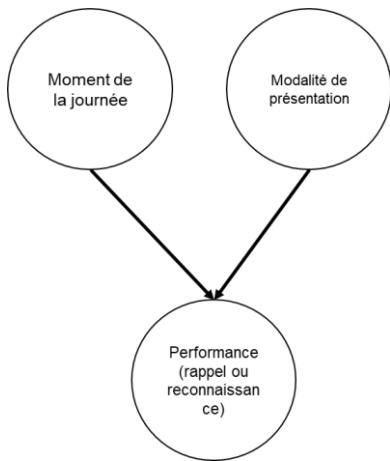 Moment de
la journée
Modalité de
présentation
Performance
(rappel ou
reconnaissan
ce)